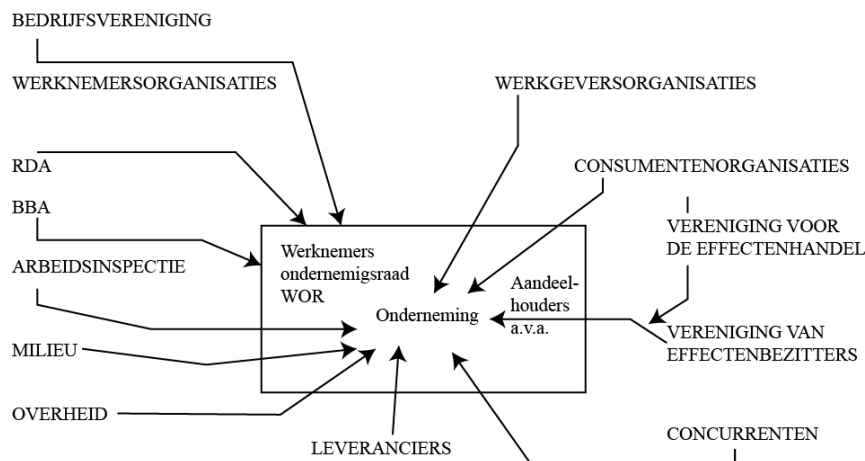 BEDRIJFSVERENIGING
WERKNEMERSORGANISATIES
WERKGEVERSORGANISATIES
RDA
CONSUMENTENORGANISATIES
BBA
VERENIGING VOOR
DE EFFECTENHANDEL
Werknemers
ondernemigsraad
WOR
ARBEIDSINSPECTIE
Aandeel-
houders
a.v.a.
Onderneming
MILIEU
VERENIGING VAN
EFFECTENBEZITTERS
OVERHEID
LEVERANCIERS
CONCURRENTEN